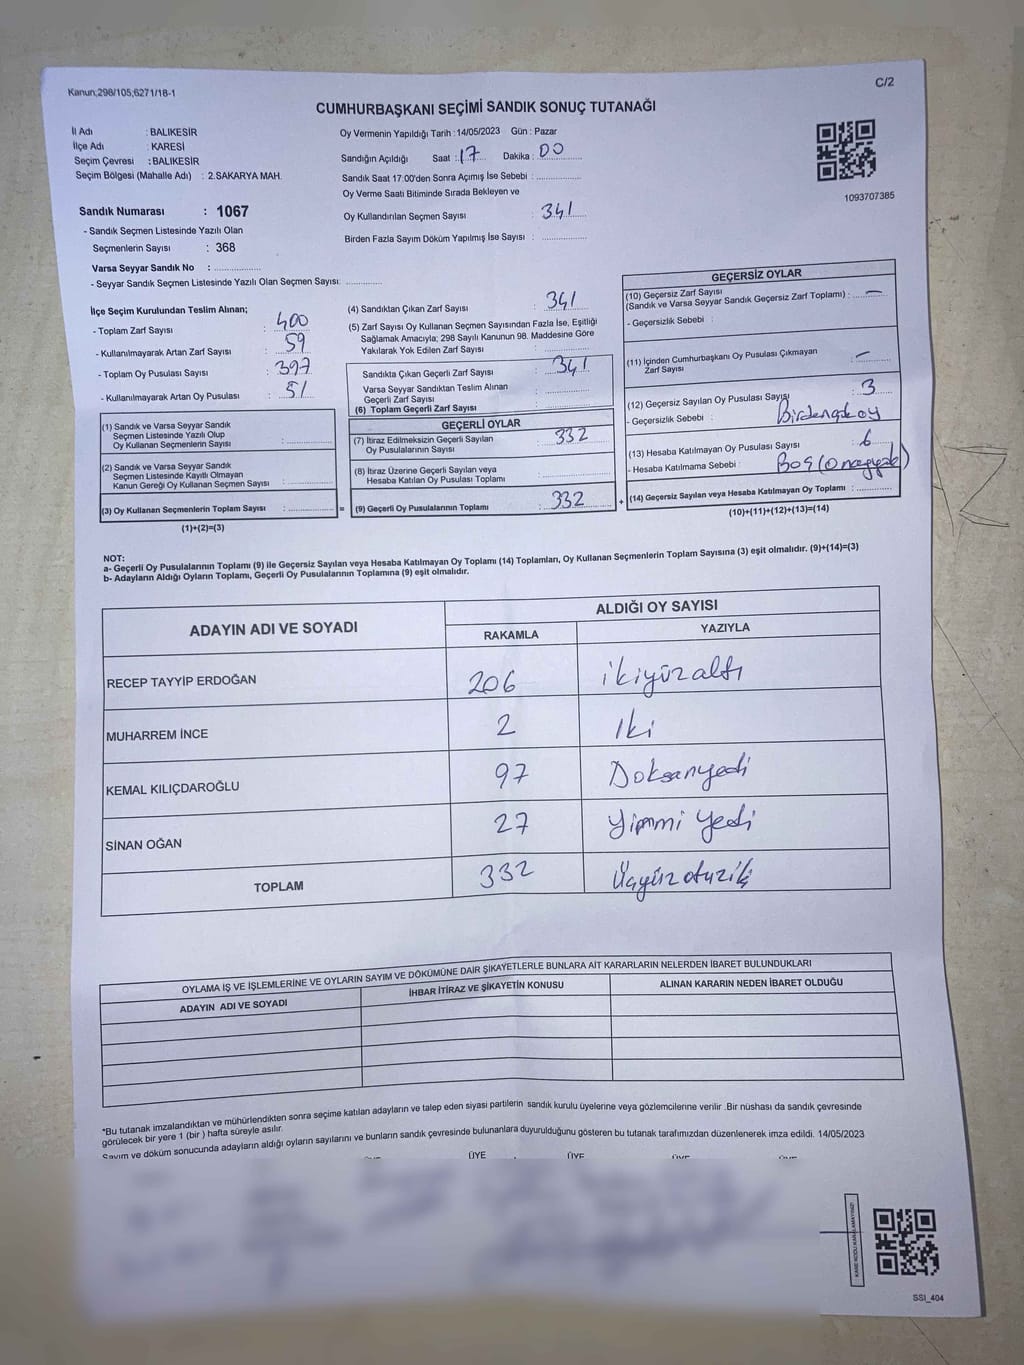 Kanun;298/105,6271/18-1
C/2
CUMHURBAŞKANI SEÇİMİ SANDIK SONUÇ TUTANAĞI
İl Adı : BALIKESİR
İlçe Adı : KARESİ
Seçim Çevresi : BALIKESİR
Seçim Bölgesi (Mahalle Adı) : 2.SAKARYA MAH.
Sandık Numarası : 1067
- Sandık Seçmen Listesinde Yazılı Olan
Seçmenlerin Sayısı : 368
Varsa Seyyar Sandık No : ..................
- Seyyar Sandık Seçmen Listesinde Yazılı Olan Seçmen Sayısı: ..............
Oy Vermenin Yapıldığı Tarih :14/05/2023 Gün : Pazar
Sandığın Açıldığı Saat : 17 Dakika : 00
Sandık Saat 17:00'den Sonra Açımış İse Sebebi : ..............
Oy Verme Saati Bitiminde Sırada Bekleyen ve
Oy Kullandırılan Seçmen Sayısı : 341
Birden Fazla Sayım Döküm Yapılmış İse Sayısı : ..............
1093707385
İlçe Seçim Kurulundan Teslim Alınan;
- Toplam Zarf Sayısı : 400
- Kullanılmayarak Artan Zarf Sayısı : 59
- Toplam Oy Pusulası Sayısı : 397
- Kullanılmayarak Artan Oy Pusulası : 51
(1) Sandık ve Varsa Seyyar Sandık
Seçmen Listesinde Yazılı Olup
Oy Kullanan Seçmenlerin Sayısı : ..............
(2) Sandık ve Varsa Seyyar Sandık
Seçmen Listesinde Kayıtlı Olmayan
Kanun Gereği Oy Kullanan Seçmen Sayısı : ..............
(3) Oy Kullanan Seçmenlerin Toplam Sayısı : ..............
(1)+(2)=(3)
=
(4) Sandıktan Çıkan Zarf Sayısı : 341
(5) Zarf Sayısı Oy Kullanan Seçmen Sayısından Fazla İse, Eşitliği
Sağlamak Amacıyla; 298 Sayılı Kanunun 98. Maddesine Göre
Yakılarak Yok Edilen Zarf Sayısı : ..............
Sandıkta Çıkan Geçerli Zarf Sayısı : 341
Varsa Seyyar Sandıktan Teslim Alınan
Geçerli Zarf Sayısı : ..............
(6) Toplam Geçerli Zarf Sayısı : ..............
GEÇERLİ OYLAR
(7) İtiraz Edilmeksizin Geçerli Sayılan
Oy Pusulalarının Sayısı : 332
(8) İtiraz Üzerine Geçerli Sayılan veya
Hesaba Katılan Oy Pusulası Toplamı : ..............
(9) Geçerli Oy Pusulalarının Toplamı : 332
+
GEÇERSİZ OYLAR
(10) Geçersiz Zarf Sayısı
(Sandık ve Varsa Seyyar Sandık Geçersiz Zarf Toplamı) : —
- Geçersizlik Sebebi :
(11) İçinden Cumhurbaşkanı Oy Pusulası Çıkmayan
Zarf Sayısı : —
(12) Geçersiz Sayılan Oy Pusulası Sayısı : 3
- Geçersizlik Sebebi :
(13) Hesaba Katılmayan Oy Pusulası Sayısı : 6
- Hesaba Katılmama Sebebi : Boş
(14) Geçersiz Sayılan veya Hesaba Katılmayan Oy Toplamı : ..............
(10)+(11)+(12)+(13)=(14)
NOT:
a- Geçerli Oy Pusulalarının Toplamı (9) ile Geçersiz Sayılan veya Hesaba Katılmayan Oy Toplamı (14) Toplamları, Oy Kullanan Seçmenlerin Toplam Sayısına (3) eşit olmalıdır. (9)+(14)=(3)
b- Adayların Aldığı Oyların Toplamı, Geçerli Oy Pusulalarının Toplamına (9) eşit olmalıdır.
ADAYIN ADI VE SOYADI
ALDIĞI OY SAYISI
RAKAMLA YAZIYLA
RECEP TAYYİP ERDOĞAN 206 ikiyüzaltı
MUHARREM İNCE 2 Iki
KEMAL KILIÇDAROĞLU 97 Doksanyedi
SİNAN OĞAN 27 Yirmi Yedi
TOPLAM 332 Üçyüzotuziki
OYLAMA İŞ VE İŞLEMLERİNE VE OYLARIN SAYIM VE DÖKÜMÜNE DAİR ŞİKAYETLERLE BUNLARA AİT KARARLARIN NELERDEN İBARET BULUNDUKLARI
ADAYIN ADI VE SOYADI İHBAR İTİRAZ VE ŞİKAYETİN KONUSU ALINAN KARARIN NEDEN İBARET OLDUĞU
*Bu tutanak imzalandıktan ve mühürlendikten sonra seçime katılan adayların ve talep eden siyasi partilerin sandık kurulu üyelerine veya gözlemcilerine verilir .Bir nüshası da sandık çevresinde
görülecek bir yere 1 (bir ) hafta süreyle asılır.
Sayım ve döküm sonucunda adayların aldığı oyların sayılarını ve bunların sandık çevresinde bulunanlara duyurulduğunu gösteren bu tutanak tarafımızdan düzenlenerek imza edildi. 14/05/2023
ÜYE ÜYE
SSI_404